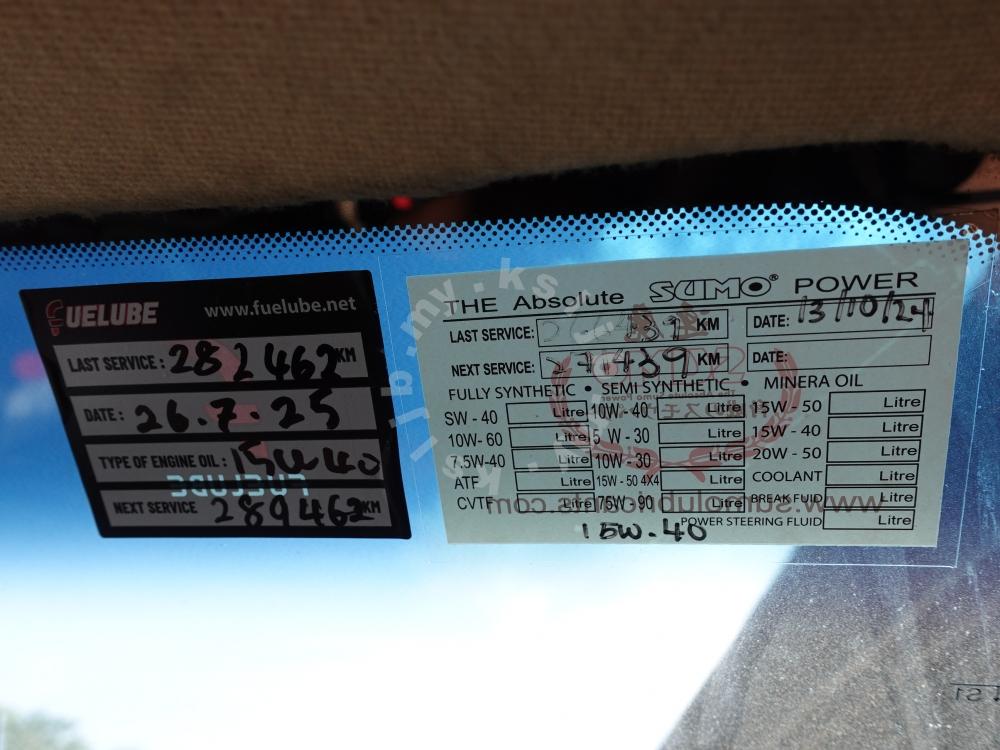 FUELUBE www.fuelube.net
LAST SERVICE : 282462 KM
DATE : 26.7.25
TYPE OF ENGINE OIL : 15W40
NEXT SERVICE 289462 KM
THE Absolute SUMO® POWER
LAST SERVICE: KM DATE: 13/10/24
NEXT SERVICE: KM DATE:
FULLY SYNTHETIC • SEMI SYNTHETIC • MINERA OIL
SW - 40 Litre 10W - 40 Litre 15W - 50 Litre
10W- 60 Litre 5 W - 30 Litre 15W - 40 Litre
7.5W-40 Litre 10W - 30 Litre 20W - 50 Litre
ATF Litre 15W - 50 4X4 Litre COOLANT Litre
CVTF Litre 75W - 90 Litre BREAK FUID Litre
POWER STEERING FLUID Litre
15W-40
www.sumolub-parts.com